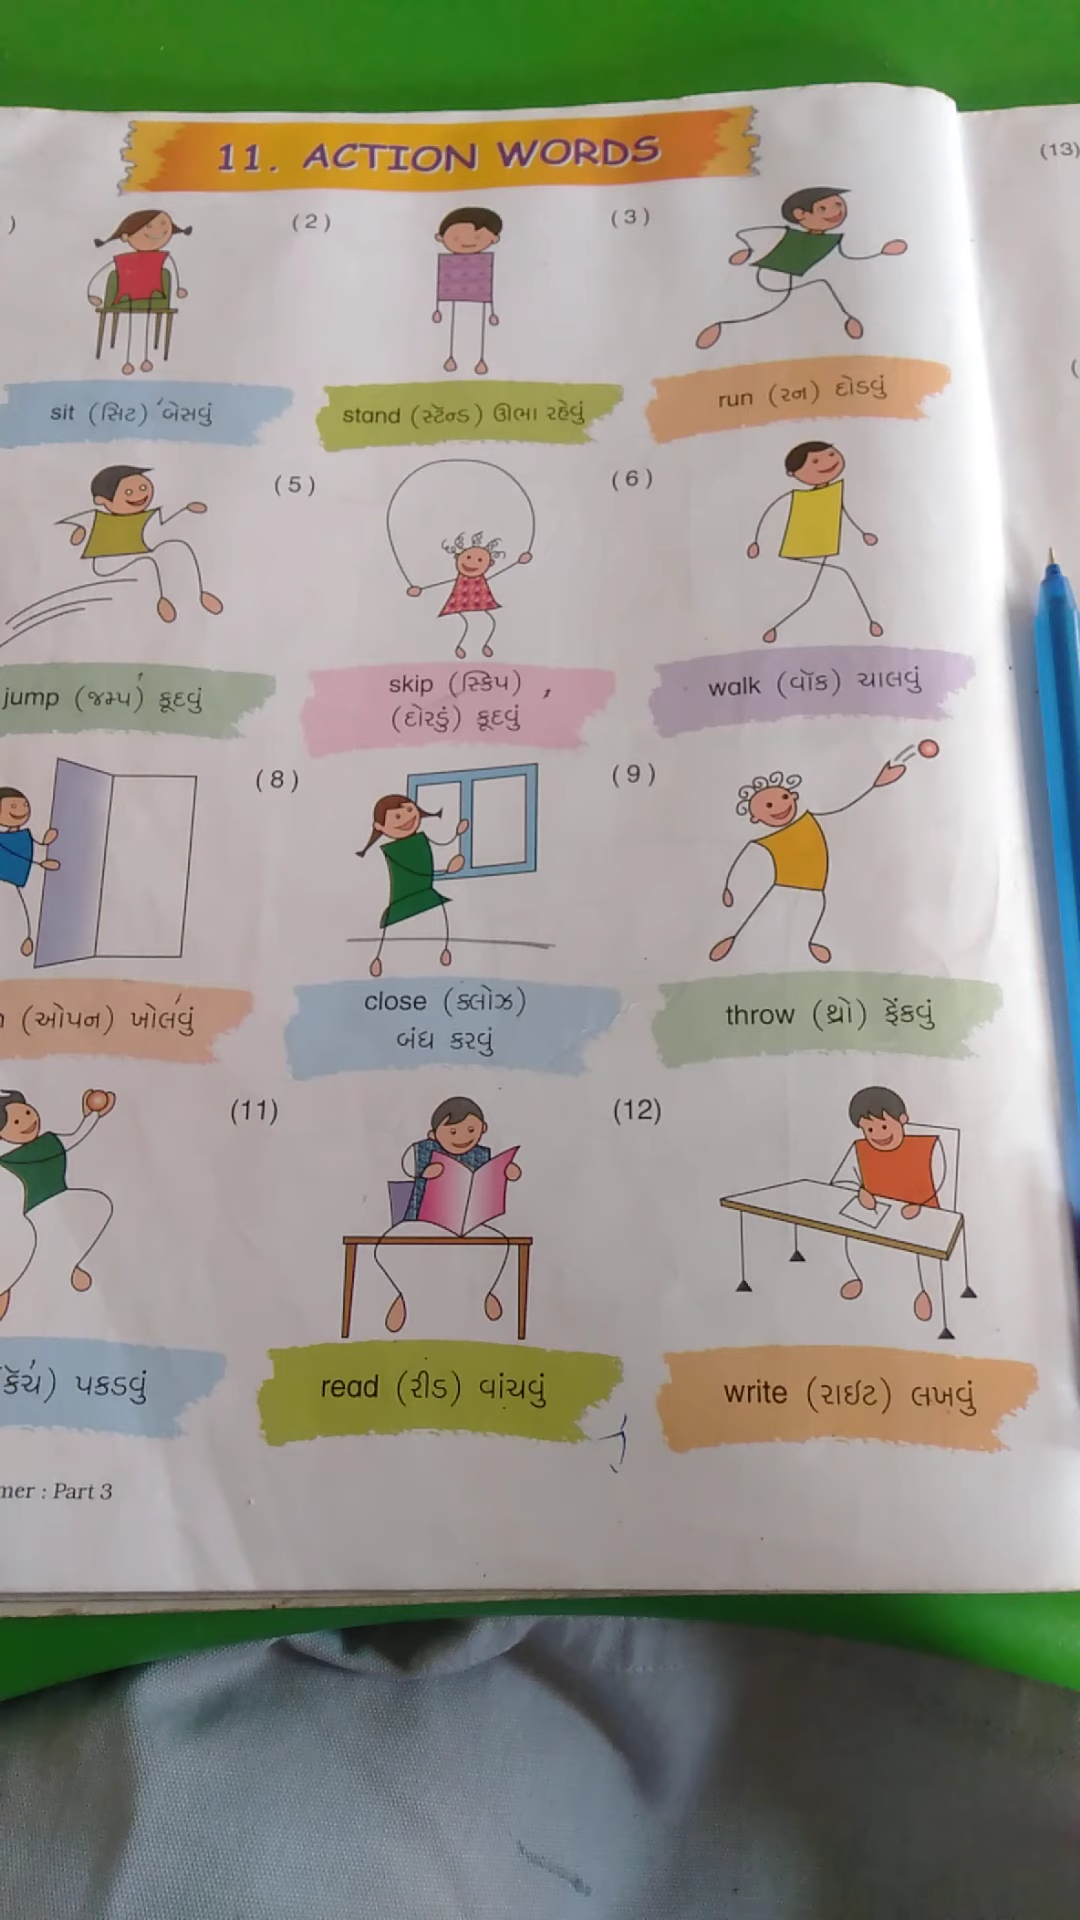 11. ACTION WORDS
(13)
)
(2)
(3)
sit (સિટ) બેસવું
stand (સ્ટૅન્ડ) ઊભા રહેવું
run (રન) દોડવું
(5)
(6)
jump (જમ્પ) કૂદવું
skip (સ્કિપ)
(દોરડું) કૂદવું
walk (વૉક) ચાલવું
(8)
(9)
(ઓપન) ખોલવું
close (ક્લોઝ)
બંધ કરવું
throw (થ્રો) ફેંકવું
(11)
(12)
કૅચ) પકડવું
read (રીડ) વાંચવું
write (રાઇટ) લખવું
mer : Part 3